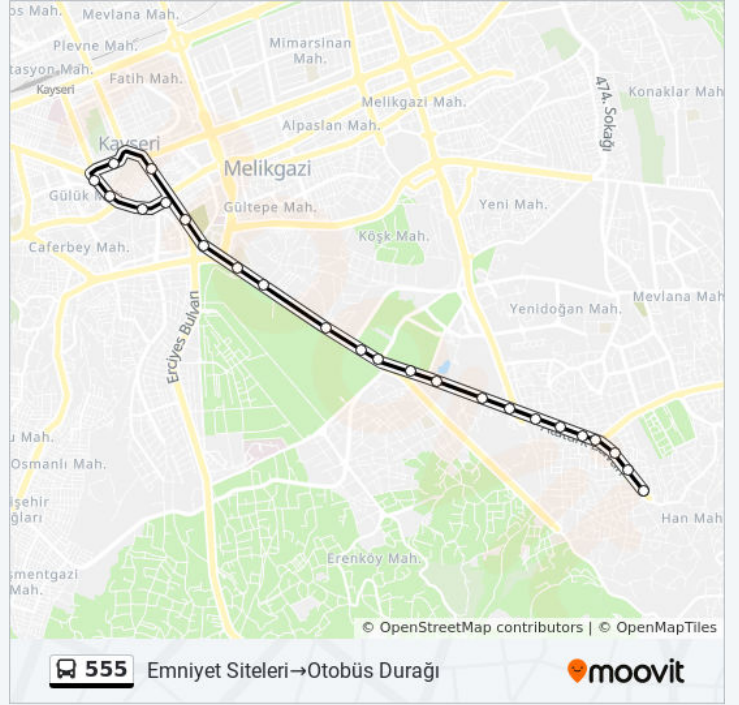 os Mah.
Mevlana Mah.
Plevne Mah.
Mimarsinan
Mah.
tasyon Mah.
Fatih Mah.
Kayseri
474. Sokağı
Konaklar Mah
Melikgazi Mah.
Alpaslan Mah.
Kayseri
Melikgazi
Gülük
Gültepe Mah.
Yeni Mah.
Köşk Mah.
Caferbey Mah.
Mevlana Mah
Yenidoğan Mah.
Erciyes Bulvarı
u Mah.
Osmanlı Mah.
işehir
ğları
Han Mah
Erenköy Mah.
smentgazi
Mah.
© OpenStreetMap contributors | © OpenMapTiles
555 Emniyet Siteleri→Otobüs Durağı
moovit